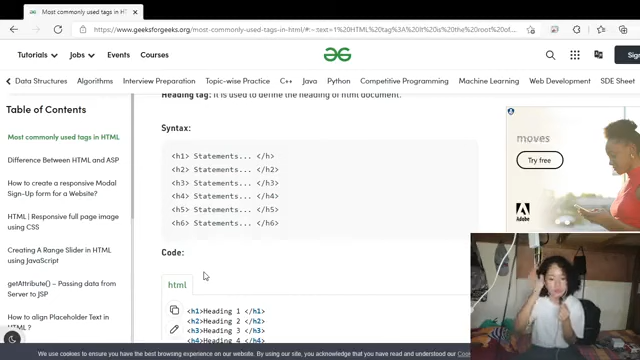 Most commonly used tags in HTM
https://www.geeksforgeeks.org/most-commonly-used-tags-in-html/#:~:text=1%20HTML%20tag%3A%20It%20is%20the%20root%20of...
Tutorials Jobs Events Courses
Sign
Data Structures Algorithms Interview Preparation Topic-wise Practice C++ Java Python Competitive Programming Machine Learning Web Development SDE Sheet
Table of Contents
Most commonly used tags in HTML
Difference Between HTML and ASP
How to create a responsive Modal
Sign-Up form for a Website?
HTML | Responsive full page image
using CSS
Creating A Range Slider in HTML
using JavaScript
getAttribute() – Passing data from
Server to JSP
How to align Placeholder Text in
HTML ?
Heading tag: It is used to define the heading of html document.
Syntax:
<h1> Statements... </h>
<h2> Statements... </h2>
<h3> Statements... </h3>
<h4> Statements... </h4>
<h5> Statements... </h5>
<h6> Statements... </h6>
Code:
html
<h1>Heading 1 </h1>
<h2>Heading 2 </h2>
<h3>Heading 3 </h3>
<h4>Heading 4 </h4>
moves
Try free
Adobe
We use cookies to ensure you have the best browsing experience on our website. By using our site, you acknowledge that you have read and understood our Cook